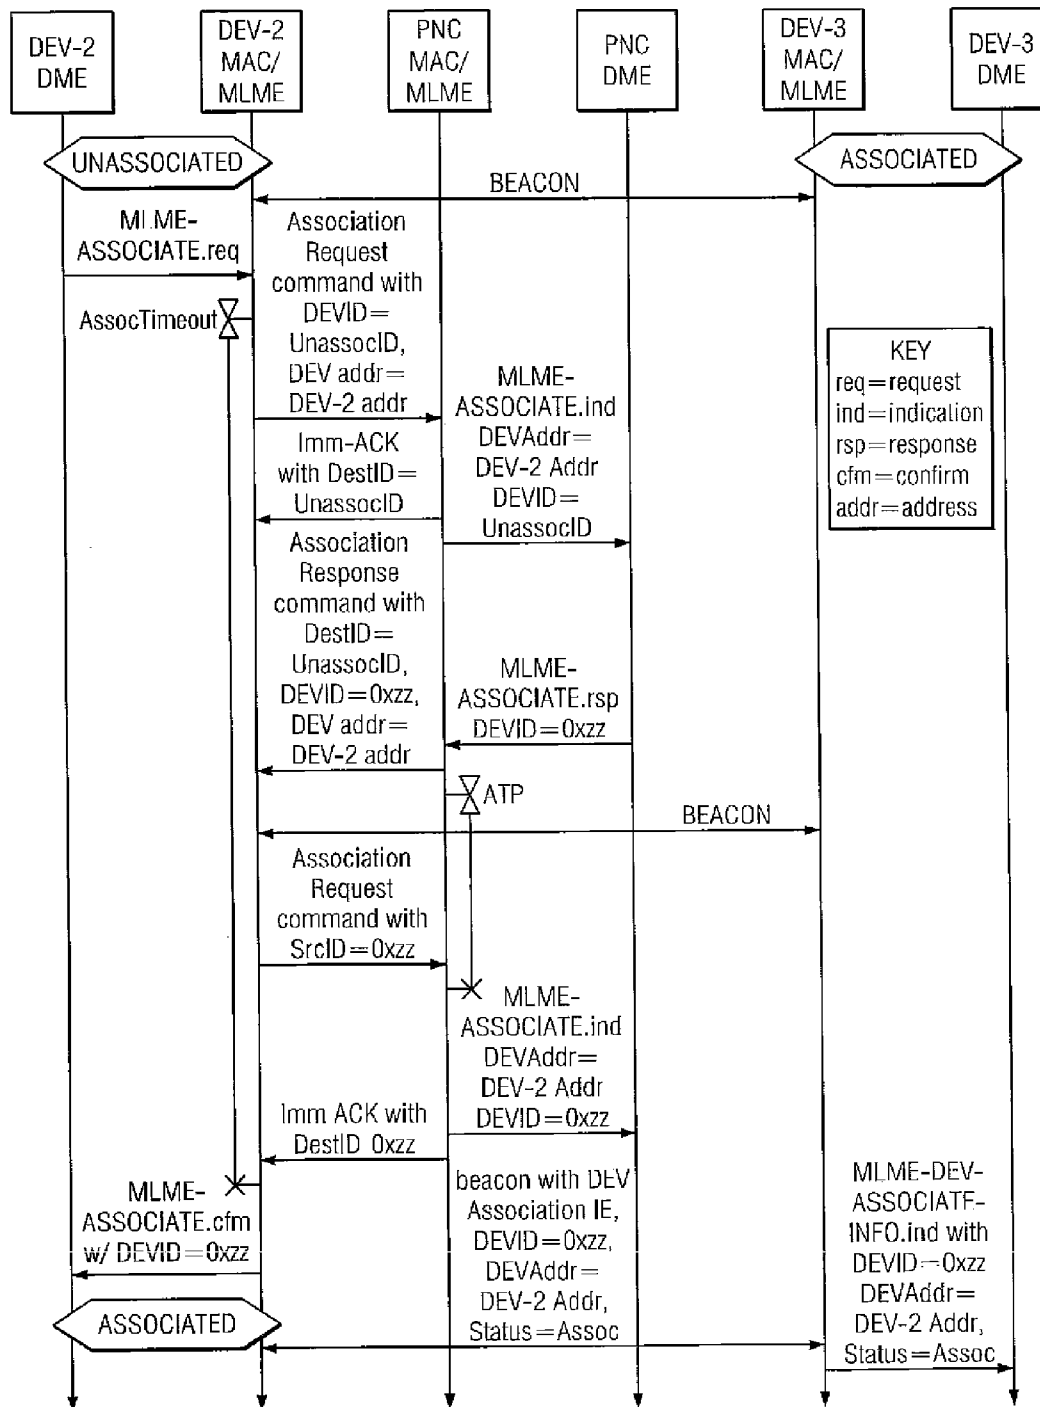 DEV-2
DME
DEV-2
MAC/
MLME
PNC
MAC/
MLME
PNC
DME
DEV-3
MAC/
MLME
DEV-3
DME
UNASSOCIATED
ASSOCIATED
BEACON
MLME-
ASSOCIATE.req
Association
Request
command with
DEVID=
UnassocID,
DEV addr=
DEV-2 addr
AssocTimeout
KEY
req=request
ind=indication
rsp=response
cfm=confirm
addr=address
MLME-
ASSOCIATE.ind
DEVAddr=
DEV-2 Addr
DEVID=
UnassocID
Imm-ACK
with DestID=
UnassocID
Association
Response
command with
DestID=
UnassocID,
DEVID=0xzz,
DEV addr=
DEV-2 addr
MLME-
ASSOCIATE.rsp
DEVID=0xzz
ATP
BEACON
Association
Request
command with
SrcID=0xzz
MLME-
ASSOCIATE.ind
DEVAddr=
DEV-2 Addr
DEVID=0xzz
Imm ACK with
DestID 0xzz
MLME-
ASSOCIATE.cfm
w/ DEVID=0xzz
beacon with DEV
Association IE,
DEVID=0xzz,
DEVAddr=
DEV-2 Addr,
Status=Assoc
MLME-DEV-
ASSOCIATE-
INFO.ind with
DEVID=0xzz
DEVAddr=
DEV-2 Addr,
Status=Assoc
ASSOCIATED